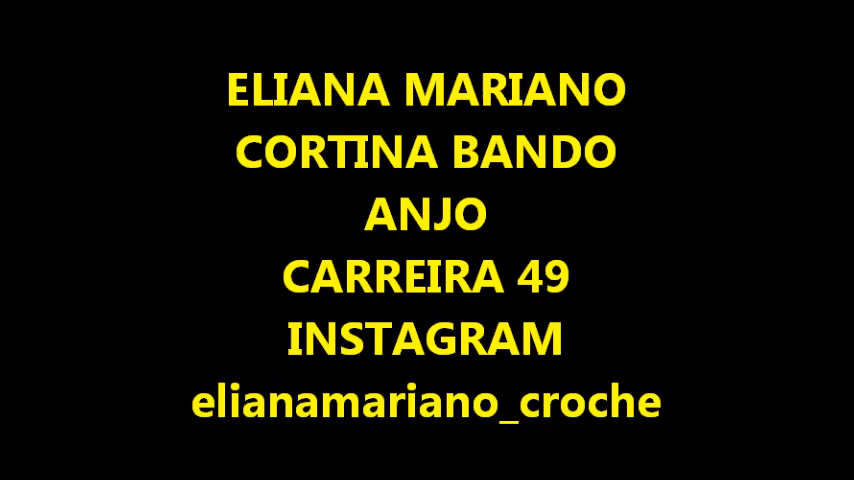 ELIANA MARIANO
CORTINA BANDO
ANJO
CARREIRA 49
INSTAGRAM
elianamariano_croche